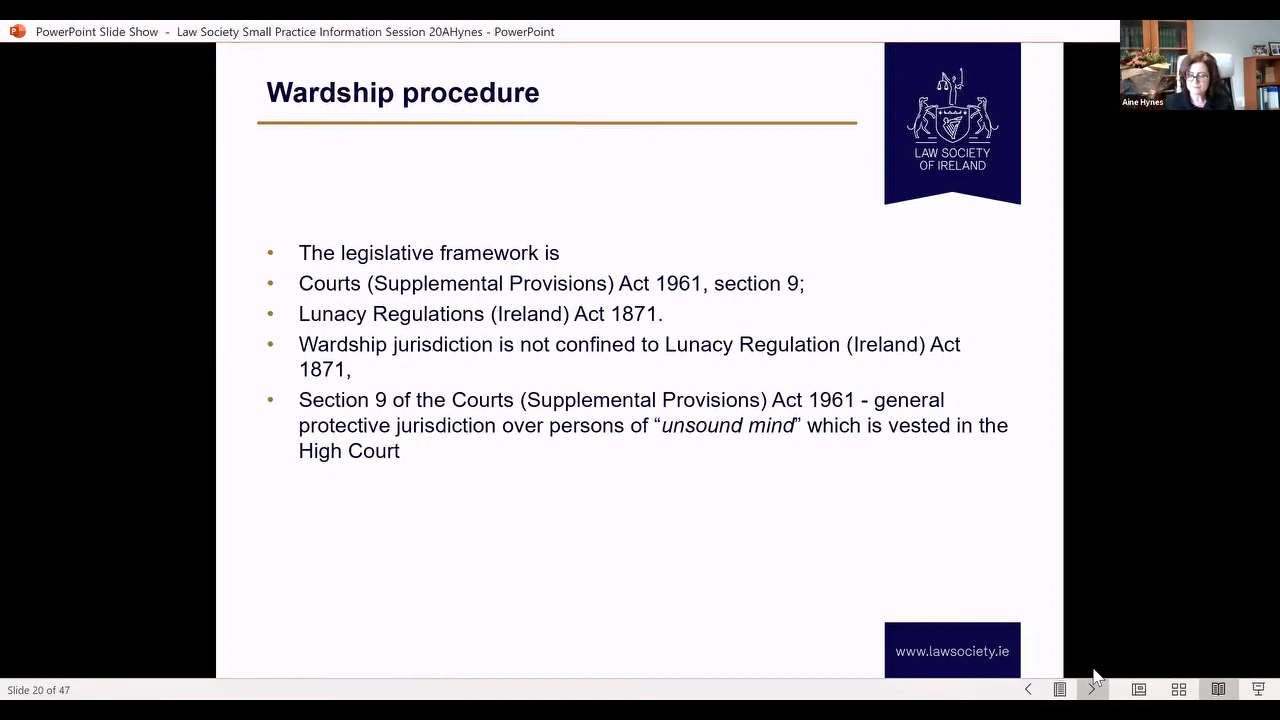 PowerPoint Slide Show - Law Society Small Practice Information Session 20AHynes - PowerPoint
Aine Hynes
Wardship procedure
LAW SOCIETY
OF IRELAND
• The legislative framework is
• Courts (Supplemental Provisions) Act 1961, section 9;
• Lunacy Regulations (Ireland) Act 1871.
• Wardship jurisdiction is not confined to Lunacy Regulation (Ireland) Act
1871,
• Section 9 of the Courts (Supplemental Provisions) Act 1961 - general
protective jurisdiction over persons of “unsound mind” which is vested in the
High Court
www.lawsociety.ie
Slide 20 of 47